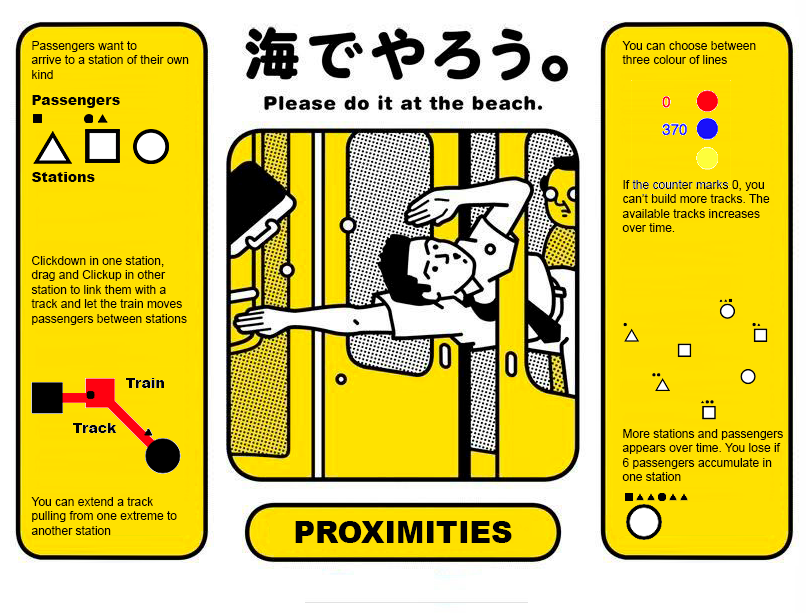 Passengers want to
arrive to a station of their own
kind
Passengers
Stations
Clickdown in one station,
drag and Clickup in other
station to link them with a
track and let the train moves
passengers between stations
Train
Track
You can extend a track
pulling from one extreme to
another station
海でやろう。
Please do it at the beach.
PROXIMITIES
You can choose between
three colour of lines
0
370
If the counter marks 0, you
can't build more tracks. The
available tracks increases
over time.
More stations and passengers
appears over time. You lose if
6 passengers accumulate in
one station